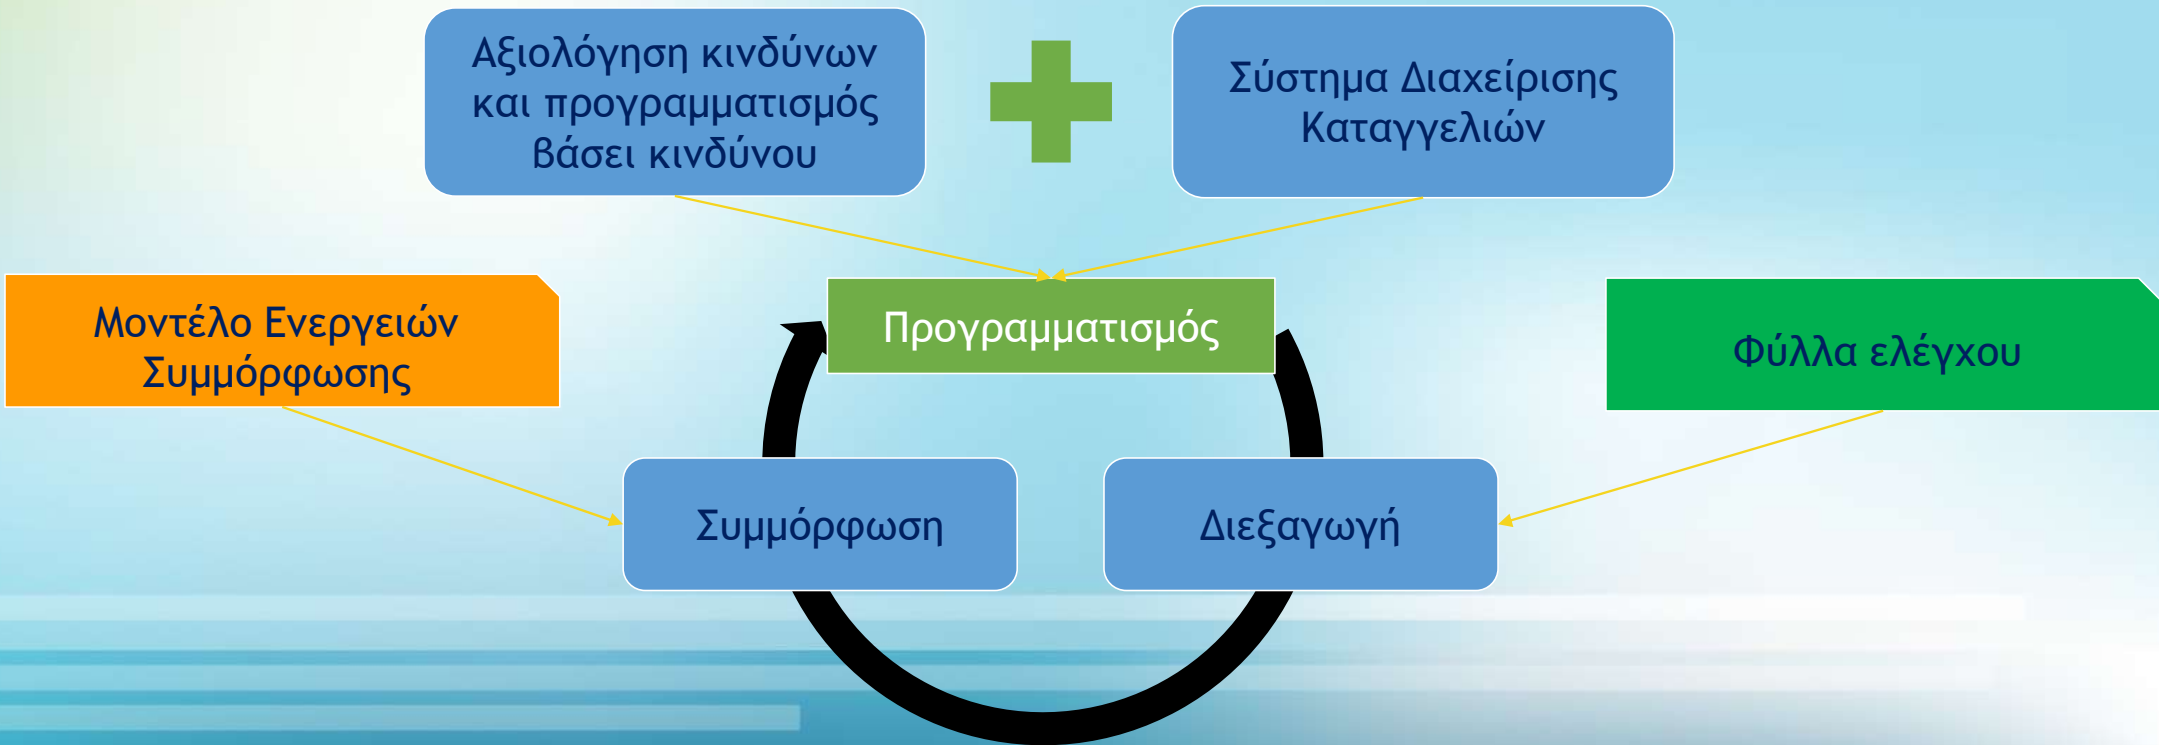 Αξιολόγηση κινδύνων
και προγραμματισμός
βάσει κινδύνου
Σύστημα Διαχείρισης
Καταγγελιών
Μοντέλο Ενεργειών
Συμμόρφωσης
Προγραμματισμός
Φύλλα ελέγχου
Συμμόρφωση
Διεξαγωγή